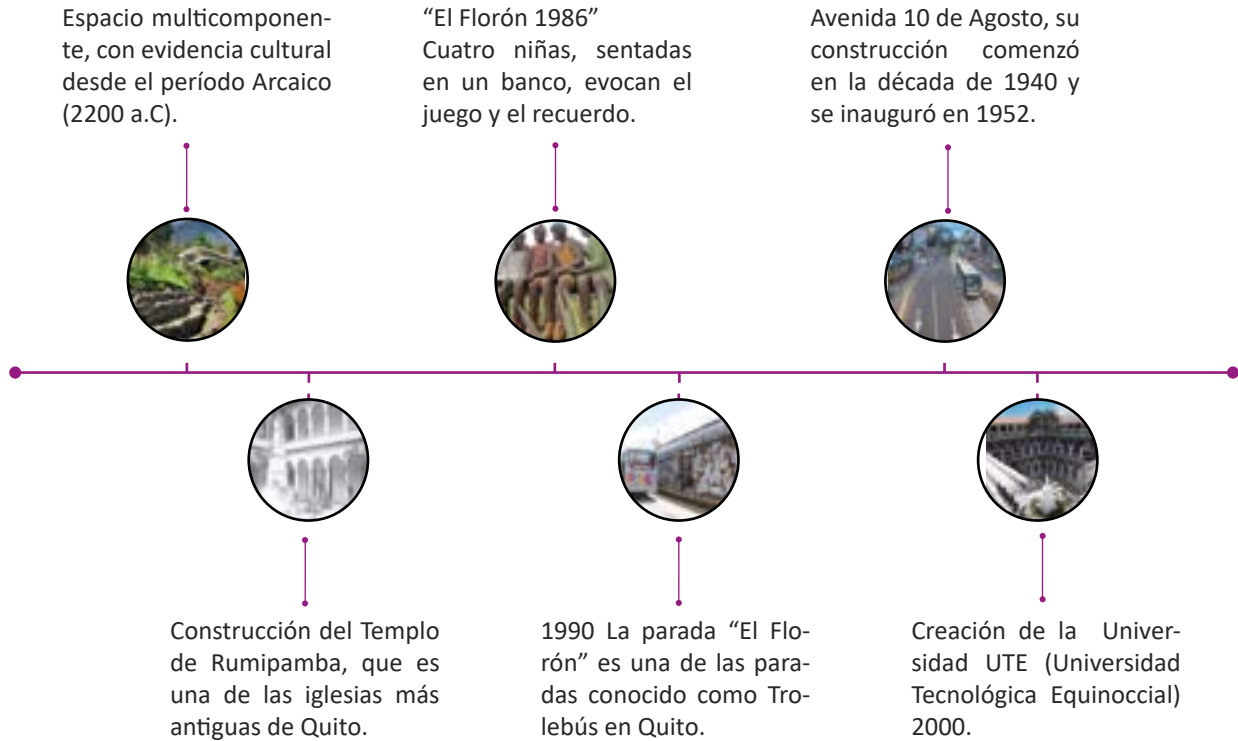 Espacio multicomponen-
te, con evidencia cultural
desde el período Arcaico
(2200 a.C).
“El Florón 1986”
Cuatro niñas, sentadas
en un banco, evocan el
juego y el recuerdo.
Avenida 10 de Agosto, su
construcción comenzó
en la década de 1940 y
se inauguró en 1952.
Construcción del Templo
de Rumipamba, que es
una de las iglesias más
antiguas de Quito.
1990 La parada “El Flo-
rón” es una de las para-
das conocido como Tro-
lebús en Quito.
Creación de la Univer-
sidad UTE (Universidad
Tecnológica Equinoccial)
2000.